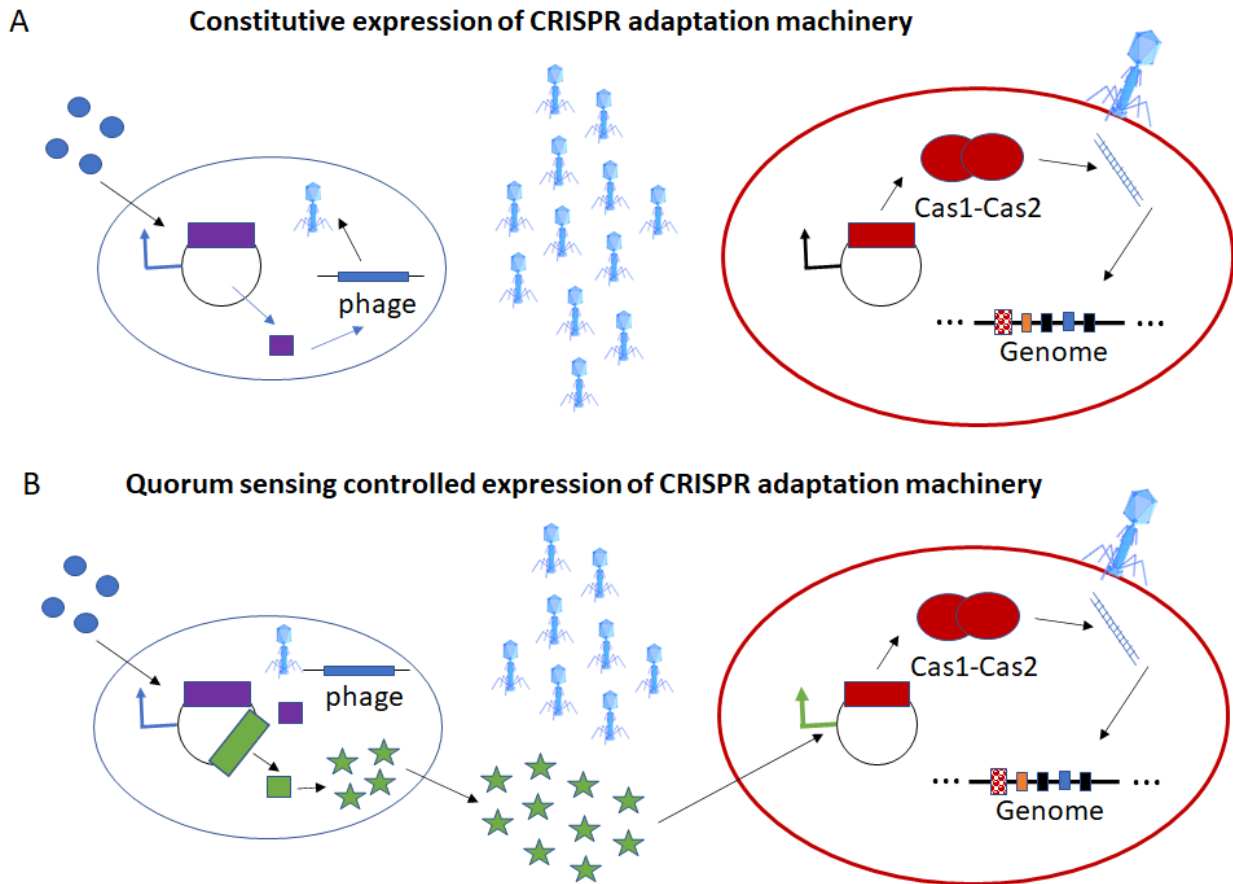 A
Constitutive expression of CRISPR adaptation machinery
Cas1-Cas2
phage
... ...
Genome
B
Quorum sensing controlled expression of CRISPR adaptation machinery
Cas1-Cas2
phage
... ...
Genome